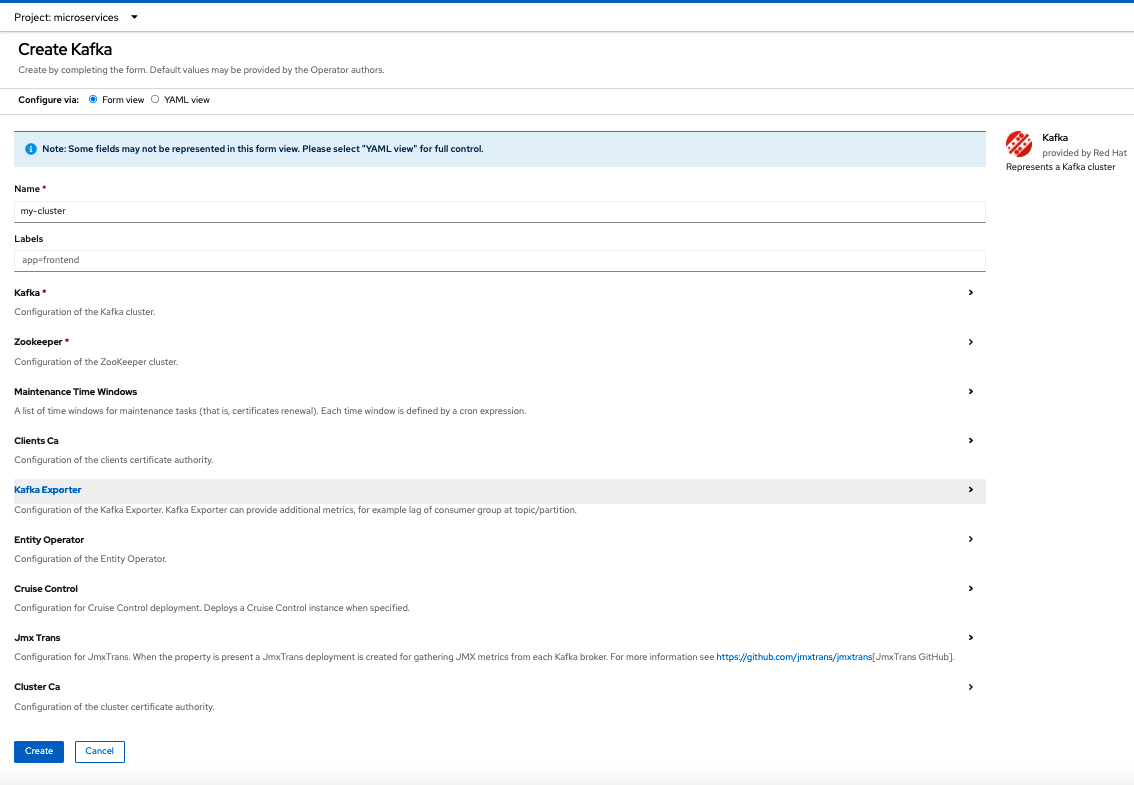 Project: microservices
Create Kafka
Create by completing the form. Default values may be provided by the Operator authors.
Configure via: Form view YAML view
Note: Some fields may not be represented in this form view. Please select "YAML view" for full control.
Kafka
provided by Red Hat
Represents a Kafka cluster
Name *
my-cluster
Labels
app=frontend
Kafka *
Configuration of the Kafka cluster.
Zookeeper *
Configuration of the ZooKeeper cluster.
Maintenance Time Windows
A list of time windows for maintenance tasks (that is, certificates renewal). Each time window is defined by a cron expression.
Clients Ca
Configuration of the clients certificate authority.
Kafka Exporter
Configuration of the Kafka Exporter. Kafka Exporter can provide additional metrics, for example lag of consumer group at topic/partition.
Entity Operator
Configuration of the Entity Operator.
Cruise Control
Configuration for Cruise Control deployment. Deploys a Cruise Control instance when specified.
Jmx Trans
Configuration for JmxTrans. When the property is present a JmxTrans deployment is created for gathering JMX metrics from each Kafka broker. For more information see https://github.com/jmxtrans/jmxtrans[JmxTrans GitHub].
Cluster Ca
Configuration of the cluster certificate authority.
Create Cancel